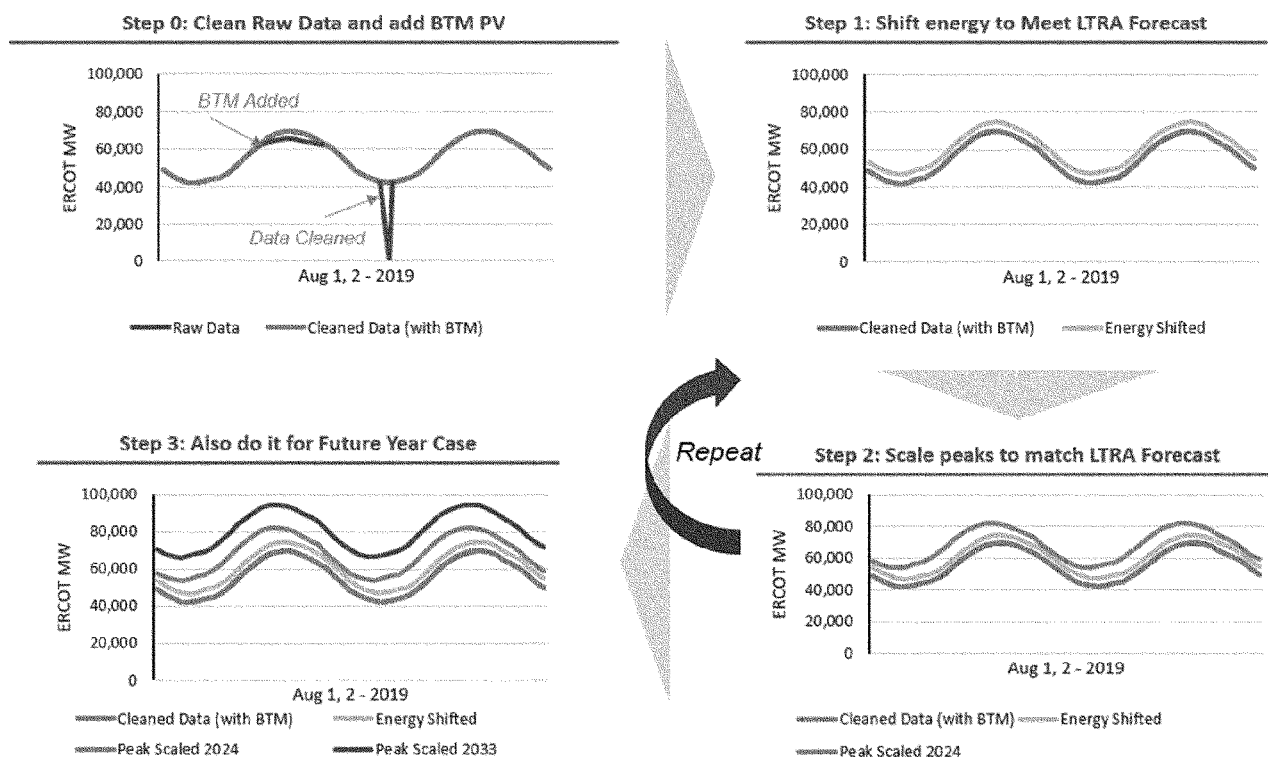 Step 0: Clean Raw Data and add BTM PV
100,000
80,000
60,000
40,000
20,000
0
ERCOT MW
BTM Added
Data Cleaned
Aug 1, 2 - 2019
Raw Data
Cleaned Data (with BTM)
Step 1: Shift energy to Meet LTRA Forecast
100,000
80,000
60,000
40,000
20,000
0
ERCOT MW
Aug 1, 2 - 2019
Cleaned Data (with BTM)
Energy Shifted
Repeat
Step 2: Scale peaks to match LTRA Forecast
100,000
80,000
60,000
40,000
20,000
0
ERCOT MW
Aug 1, 2 - 2019
Cleaned Data (with BTM)
Energy Shifted
Peak Scaled 2024
Step 3: Also do it for Future Year Case
100,000
80,000
60,000
40,000
20,000
0
ERCOT MW
Aug 1, 2 - 2019
Cleaned Data (with BTM)
Energy Shifted
Peak Scaled 2024
Peak Scaled 2033